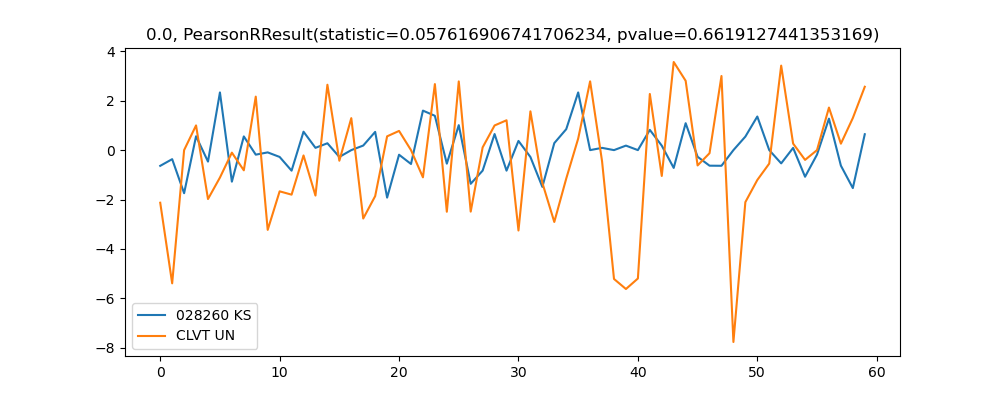 0.0, PearsonRResult(statistic=0.057616906741706234, pvalue=0.6619127441353169)
4
2
0
−2
−4
−6
−8
028260 KS
CLVT UN
0 10 20 30 40 50 60